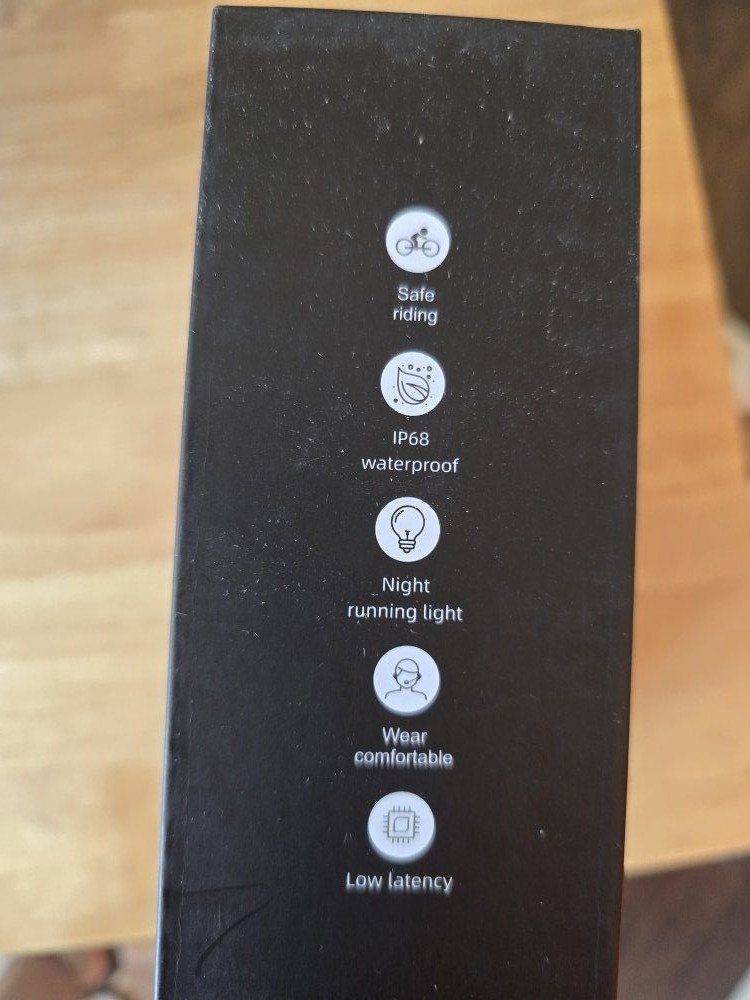 Safe
riding
IP68
waterproof
Night
running light
Wear
comfortable
Low latency